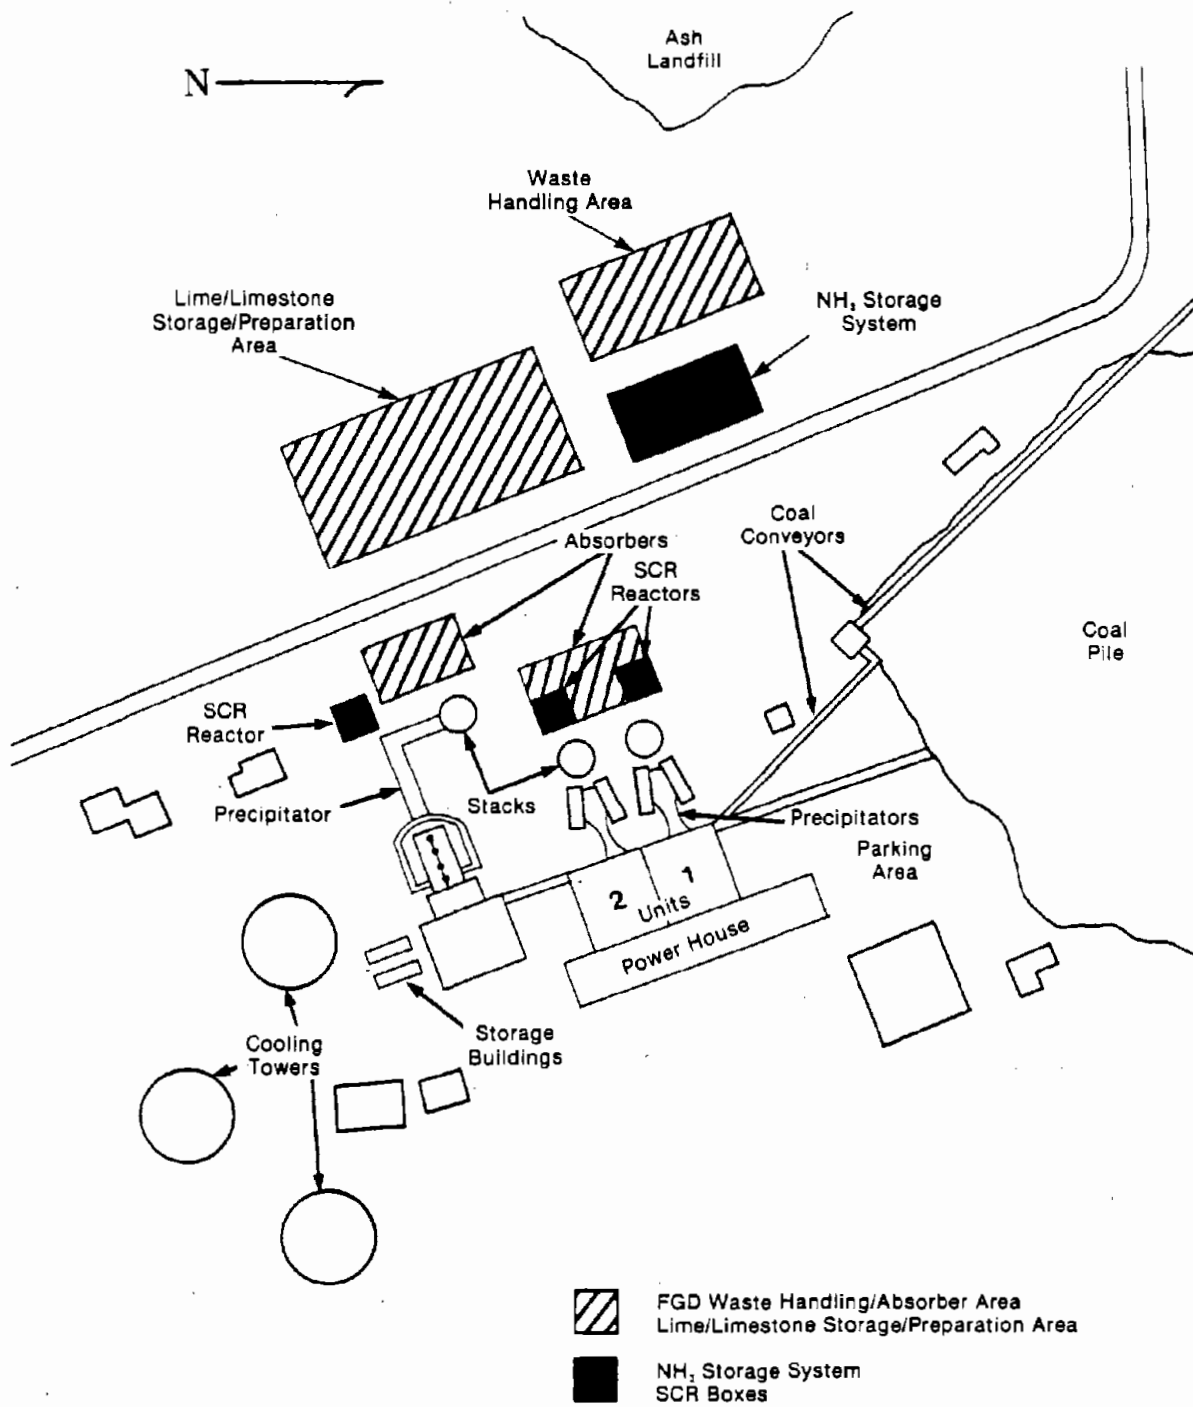 Ash
Landfill
N
Waste
Handling Area
Lime/Limestone
Storage/Preparation
Area
NH₃ Storage
System
Coal
Conveyors
Absorbers
SCR
Reactors
Coal
Pile
SCR
Reactor
Precipitator
Stacks
Precipitators
Parking
Area
2
1
Units
Power House
Storage
Buildings
Cooling
Towers
FGD Waste Handling/Absorber Area
Lime/Limestone Storage/Preparation Area
NH₃ Storage System
SCR Boxes